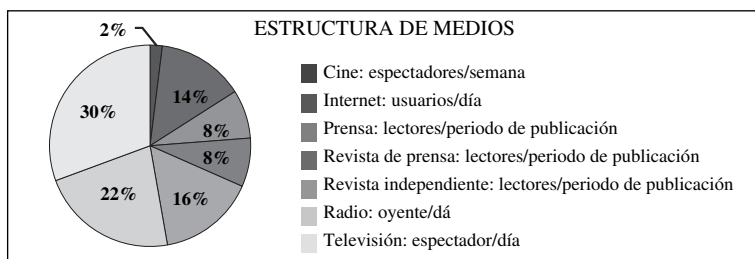 ESTRUCTURA DE MEDIOS
2%
14%
8%
8%
16%
22%
30%
Cine: espectadores/semana
Internet: usuarios/día
Prensa: lectores/periodo de publicación
Revista de prensa: lectores/periodo de publicación
Revista independiente: lectores/periodo de publicación
Radio: oyente/dá
Televisión: espectador/día